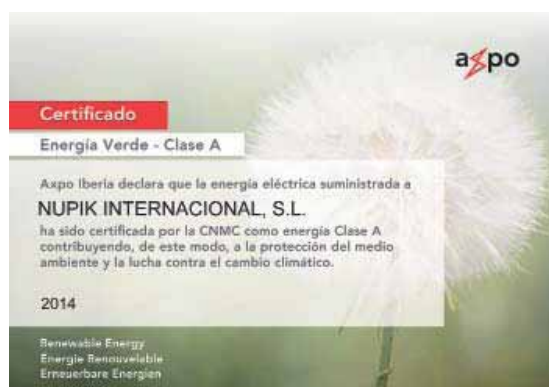 axpo
Certificado
Energía Verde - Clase A
Axpo Iberia declara que la energía eléctrica suministrada a
NUPIK INTERNACIONAL, S.L.
ha sido certificada por la CNMC como energía Clase A
contribuyendo, de este modo, a la protección del medio
ambiente y la lucha contra el cambio climático.
2014
Renewable Energy
Energie Renouvelable
Erneuerbare Energien